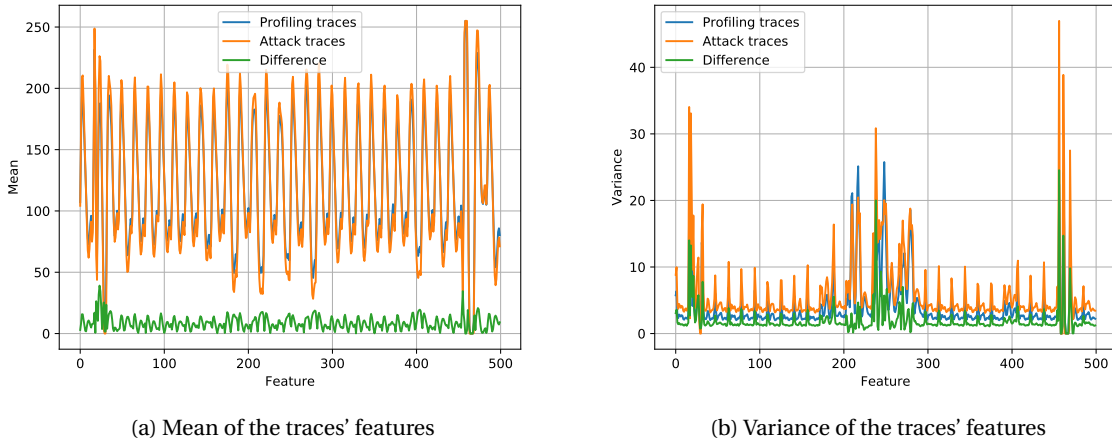 Profiling traces
Attack traces
Difference
250
200
150
100
50
0
Mean
0 100 200 300 400 500
Feature
(a) Mean of the traces’ features
Profiling traces
Attack traces
Difference
40
30
20
10
0
Variance
0 100 200 300 400 500
Feature
(b) Variance of the traces’ features